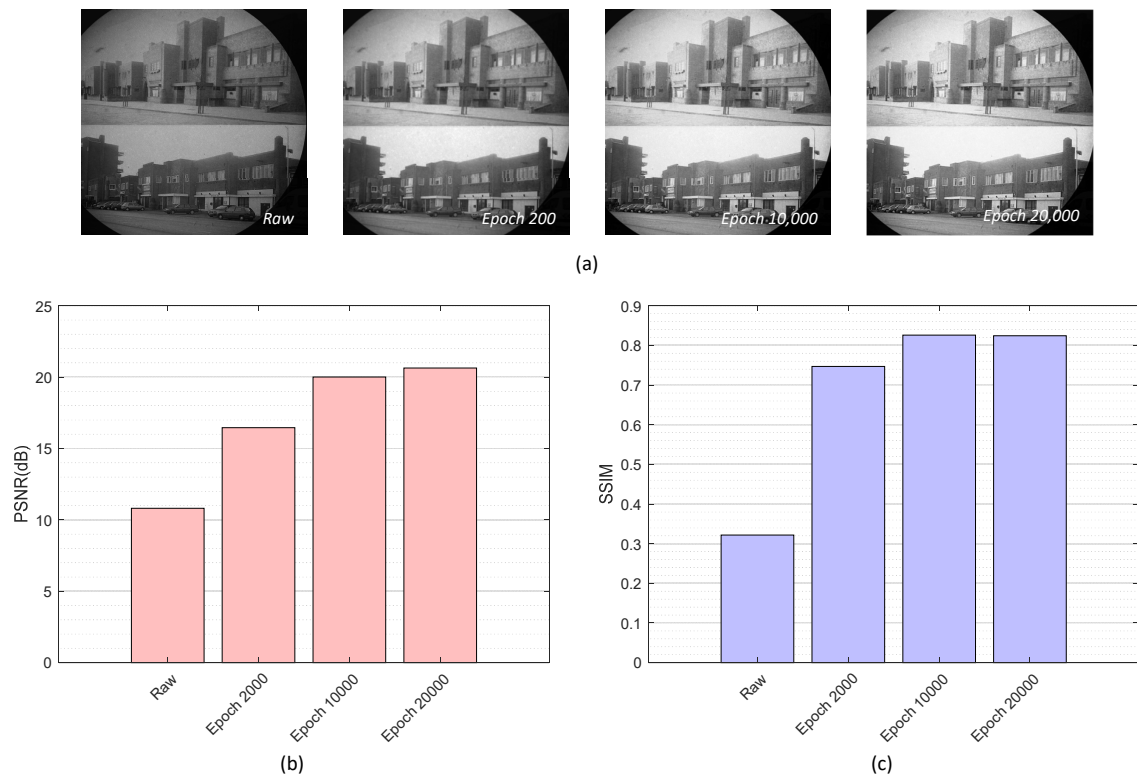 Raw
Epoch 200
Epoch 10,000
Epoch 20,000
(a)
25
20
15
10
5
0
PSNR(dB)
Raw
Epoch 2000
Epoch 10000
Epoch 20000
(b)
0.9
0.8
0.7
0.6
0.5
0.4
0.3
0.2
0.1
0
SSIM
Raw
Epoch 2000
Epoch 10000
Epoch 20000
(c)